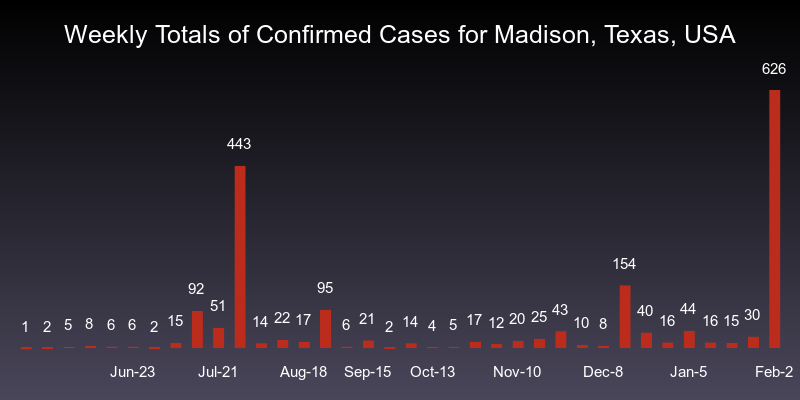 Weekly Totals of Confirmed Cases for Madison, Texas, USA
626
443
154
92
95
51
1 2 5 8 6 6 2 15 14 22 17 6 21 2 14 4 5 17 12 20 25 43 10 8 40 16 44 16 15 30
Jun-23 Jul-21 Aug-18 Sep-15 Oct-13 Nov-10 Dec-8 Jan-5 Feb-2